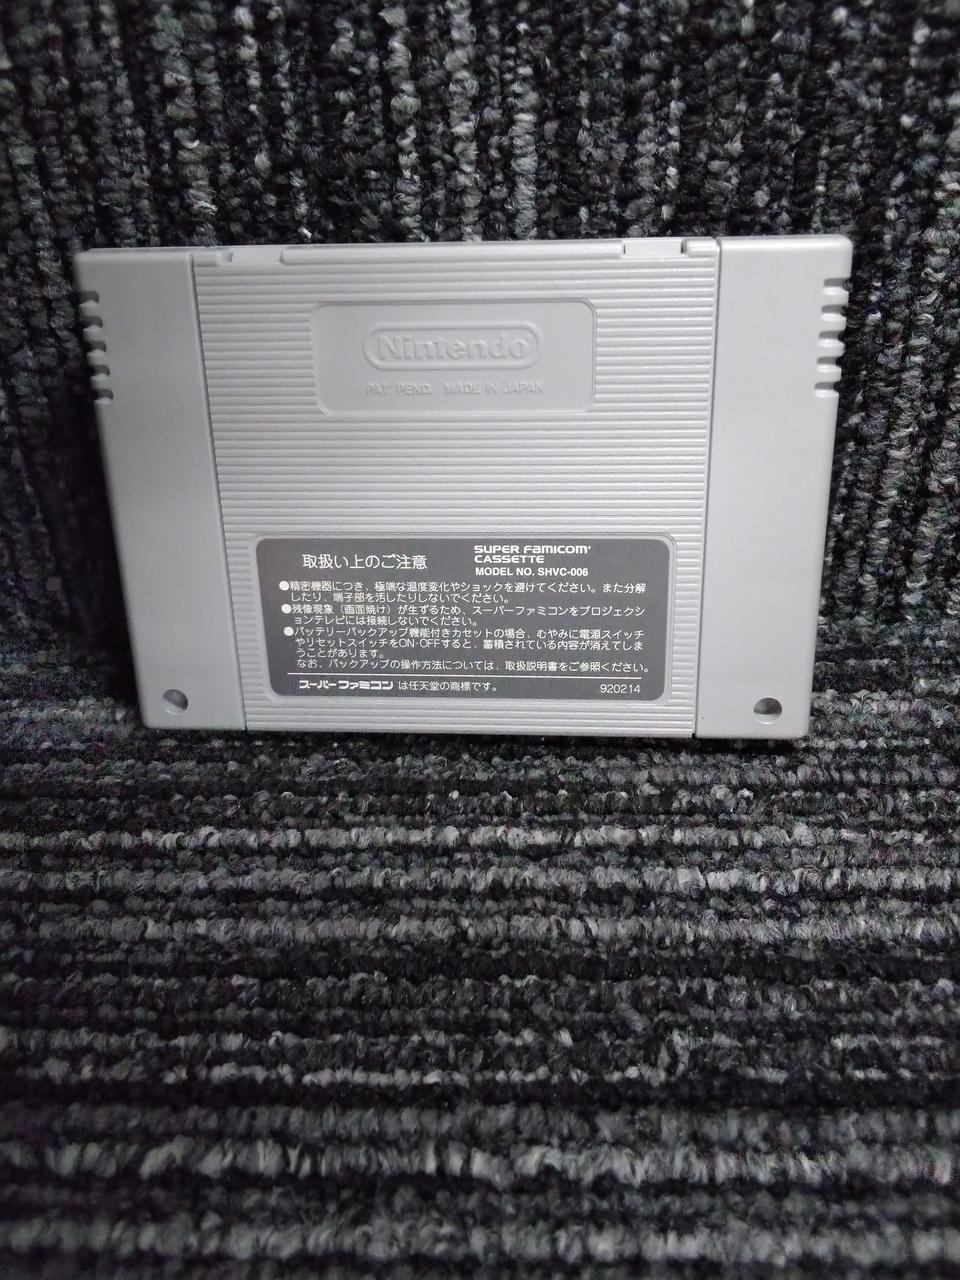 Nintendo
PAT. PEND. MADE IN JAPAN
取扱い上のご注意
SUPER FAMICOM
CASSETTE
MODEL NO. SHVC-006
●精密機器につき、極端な温度変化やショックを避けてください。また分解
したり、端子部を汚したりしないでください。
●残像現象（画面焼け）が生ずるため、スーパーファミコンをプロジェクシ
ョンテレビには接続しないでください。
●バッテリーバックアップ機能付きカセットの場合、むやみに電源スイッチ
やリセットスイッチをON・OFFすると、蓄積されている内容が消えてしま
うことがあります。
なお、バックアップの操作方法については、取扱説明書をご参照ください。
スーパーファミコン は任天堂の商標です。
920214